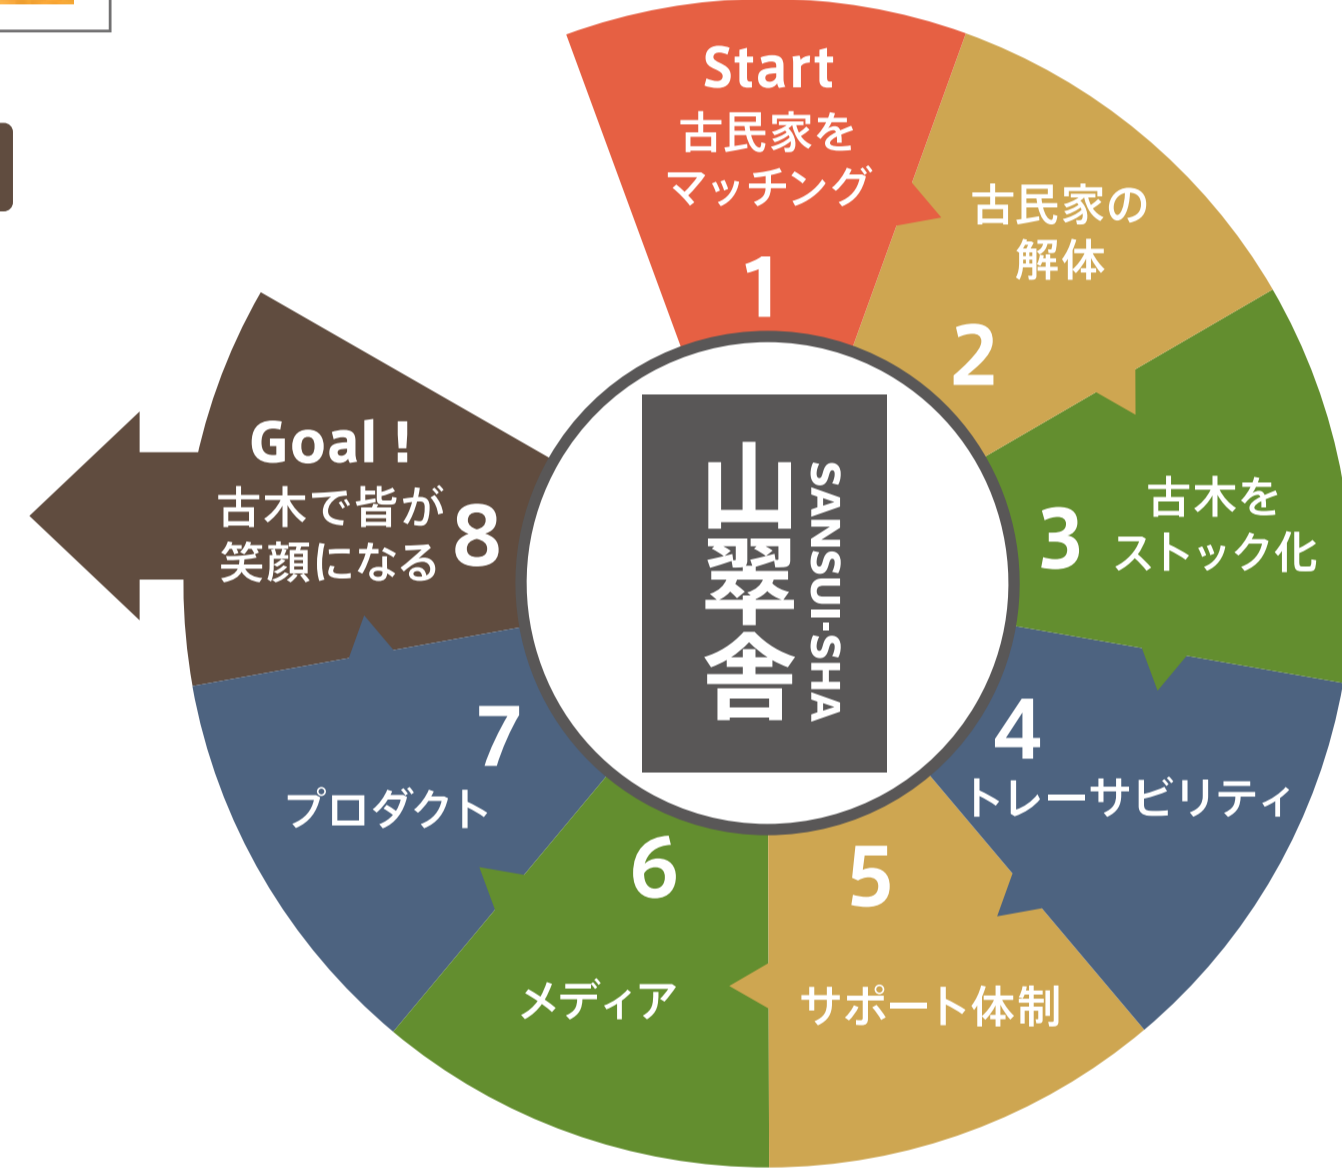 Start
古民家を
マッチング
1
古民家の
解体
2
3
古木を
ストック化
4
トレーサビリティ
5
サポート体制
6
メディア
7
プロダクト
Goal !
古木で皆が
笑顔になる
8
山翠舎
SANSUI·SHA